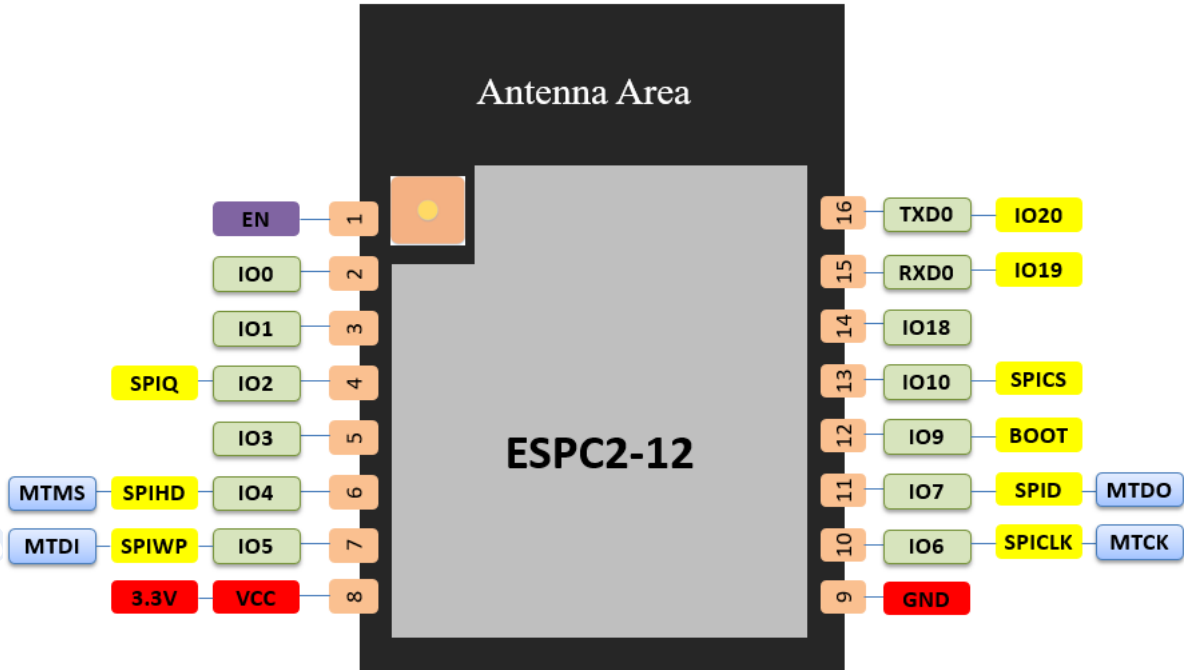 Antenna Area
EN 1 16 TXD0 IO20
IO0 2 15 RXD0 IO19
IO1 3 14 IO18
SPIQ IO2 4 13 IO10 SPICS
IO3 5 12 IO9 BOOT
ESPC2-12
MTMS SPIHD IO4 6 11 IO7 SPID MTDO
MTDI SPIWP IO5 7 10 IO6 SPICLK MTCK
3.3V VCC 8 9 GND